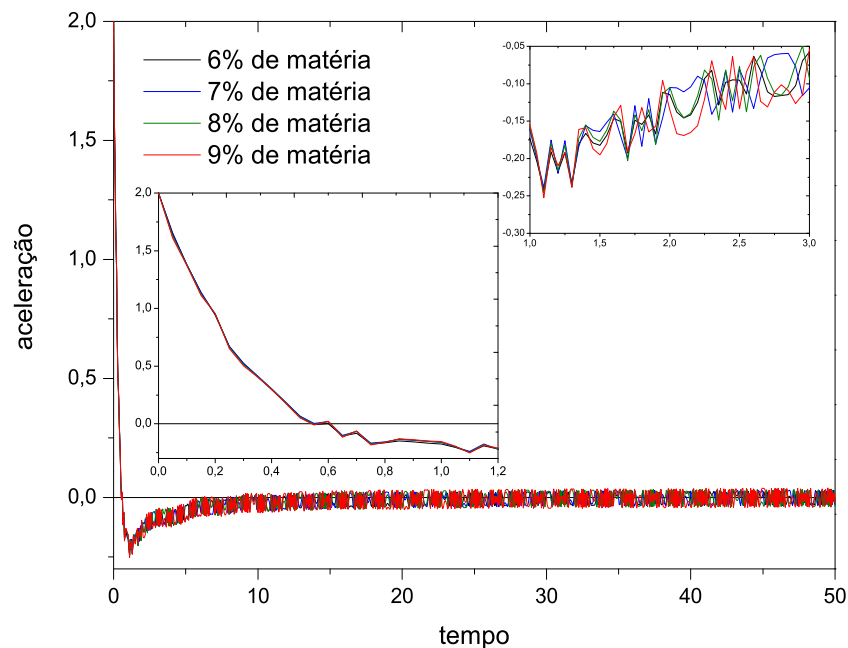 2,0
1,5
1,0
0,5
0,0
aceleração
6% de matéria
7% de matéria
8% de matéria
9% de matéria
-0,05
-0,10
-0,15
-0,20
-0,25
-0,30
1,0 1,5 2,0 2,5 3,0
2,0
1,5
1,0
0,5
0,0
0,0 0,2 0,4 0,6 0,8 1,0 1,2
0 10 20 30 40 50
tempo